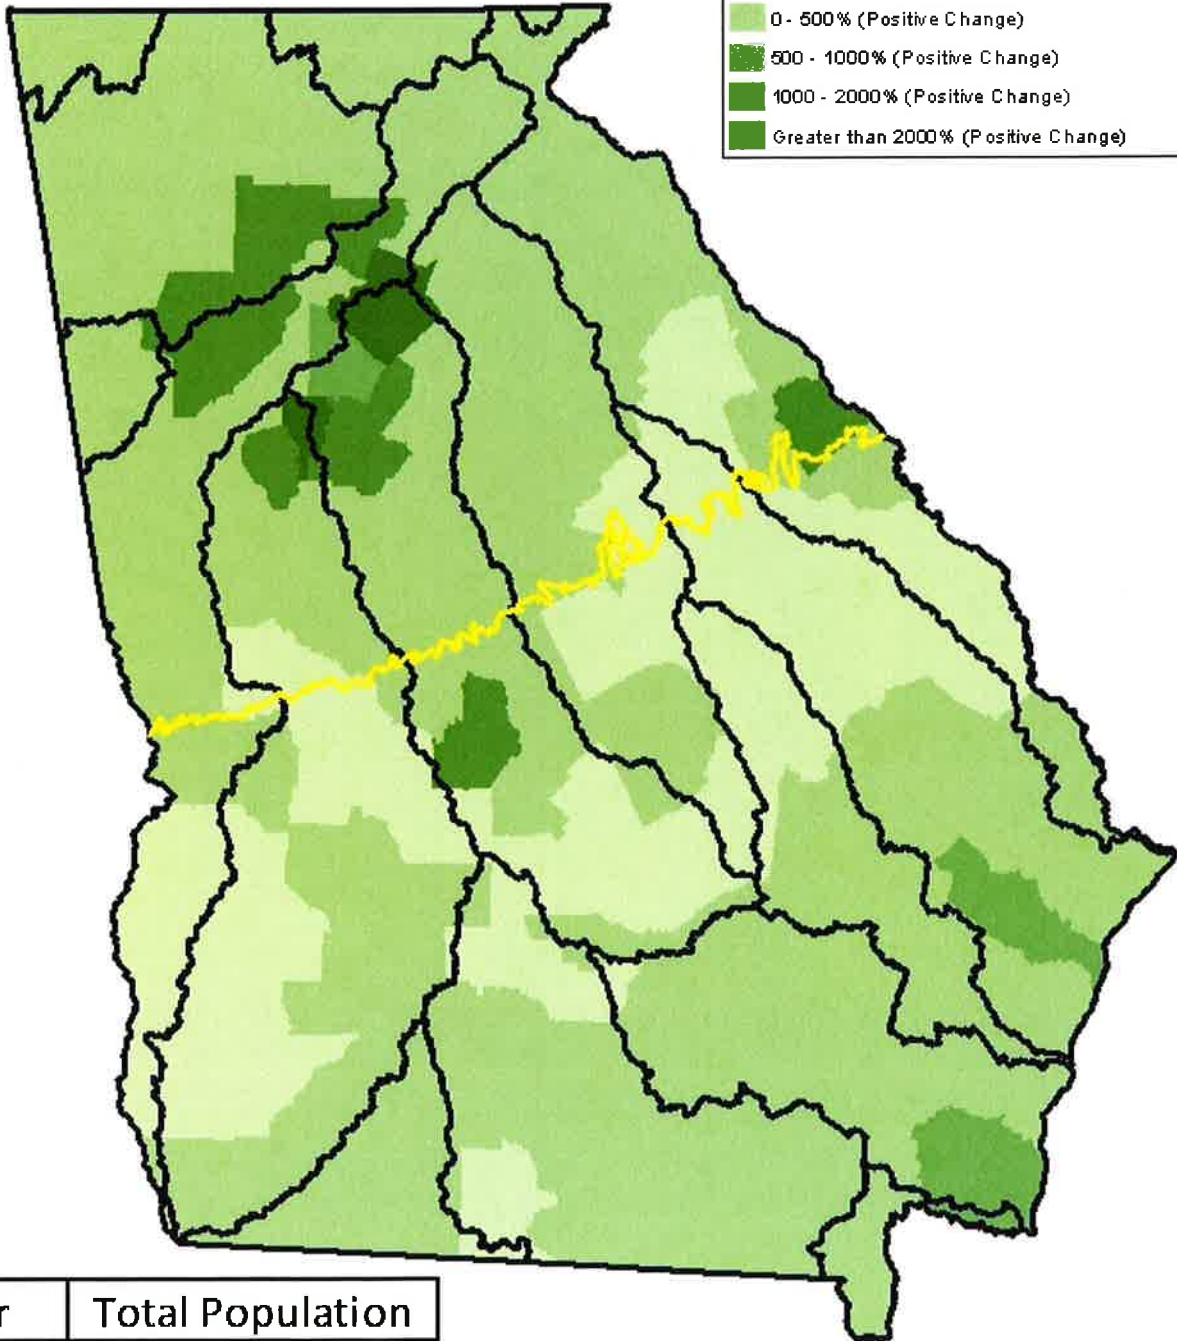 0 - 500% (Positive Change)
500 - 1000% (Positive Change)
1000 - 2000% (Positive Change)
Greater than 2000% (Positive Change)
r
Total Population